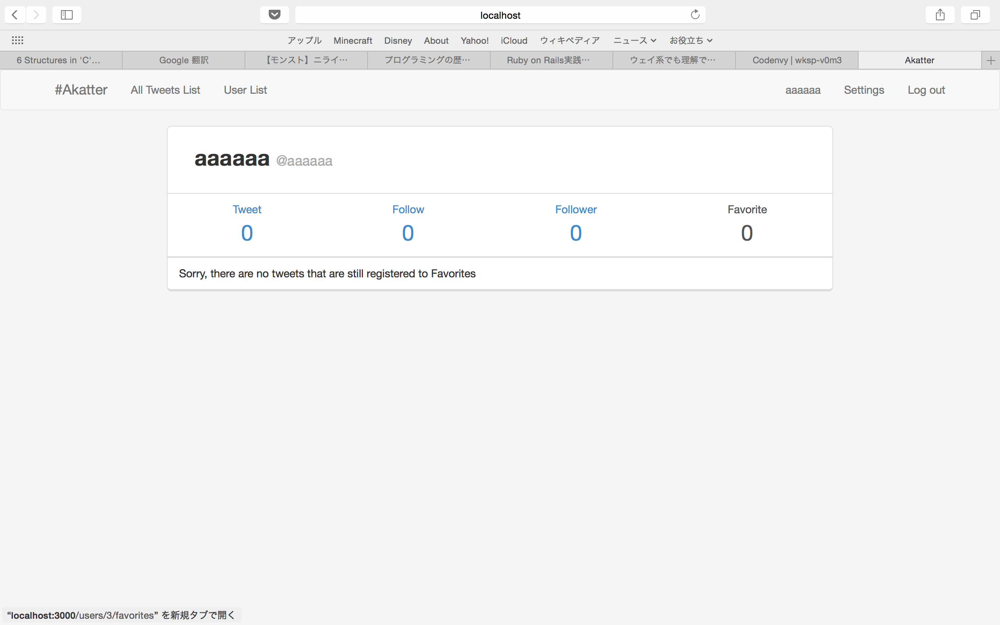 localhost
アップル Minecraft Disney About Yahoo! iCloud ウィキペディア ニュース お役立ち
6 Structures in 'C'… Google 翻訳 【モンスト】ニライ… プログラミングの歴… Ruby on Rails実践… ウェイ系でも理解で… Codenvy | wksp-v0m3 Akatter
#Akatter All Tweets List User List aaaaaa Settings Log out
aaaaaa @aaaaaa
Tweet Follow Follower Favorite
0 0 0 0
Sorry, there are no tweets that are still registered to Favorites
“localhost:3000/users/3/favorites” を新規タブで開く